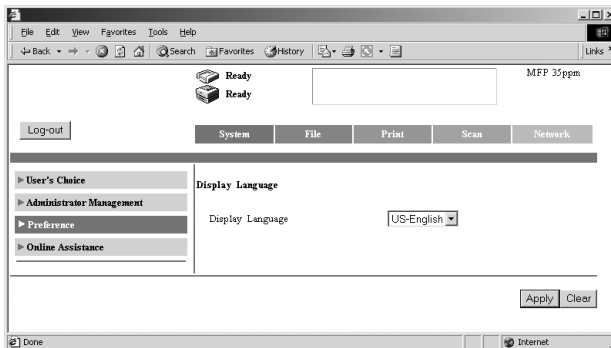 File Edit View Favorites Tools Help
Back Search Favorites History Links
Ready
Ready
MFP 35ppm
Log-out
System File Print Scan Network
User's Choice
Administrator Management
Preference
Online Assistance
Display Language
Display Language US-English
Apply Clear
Done Internet